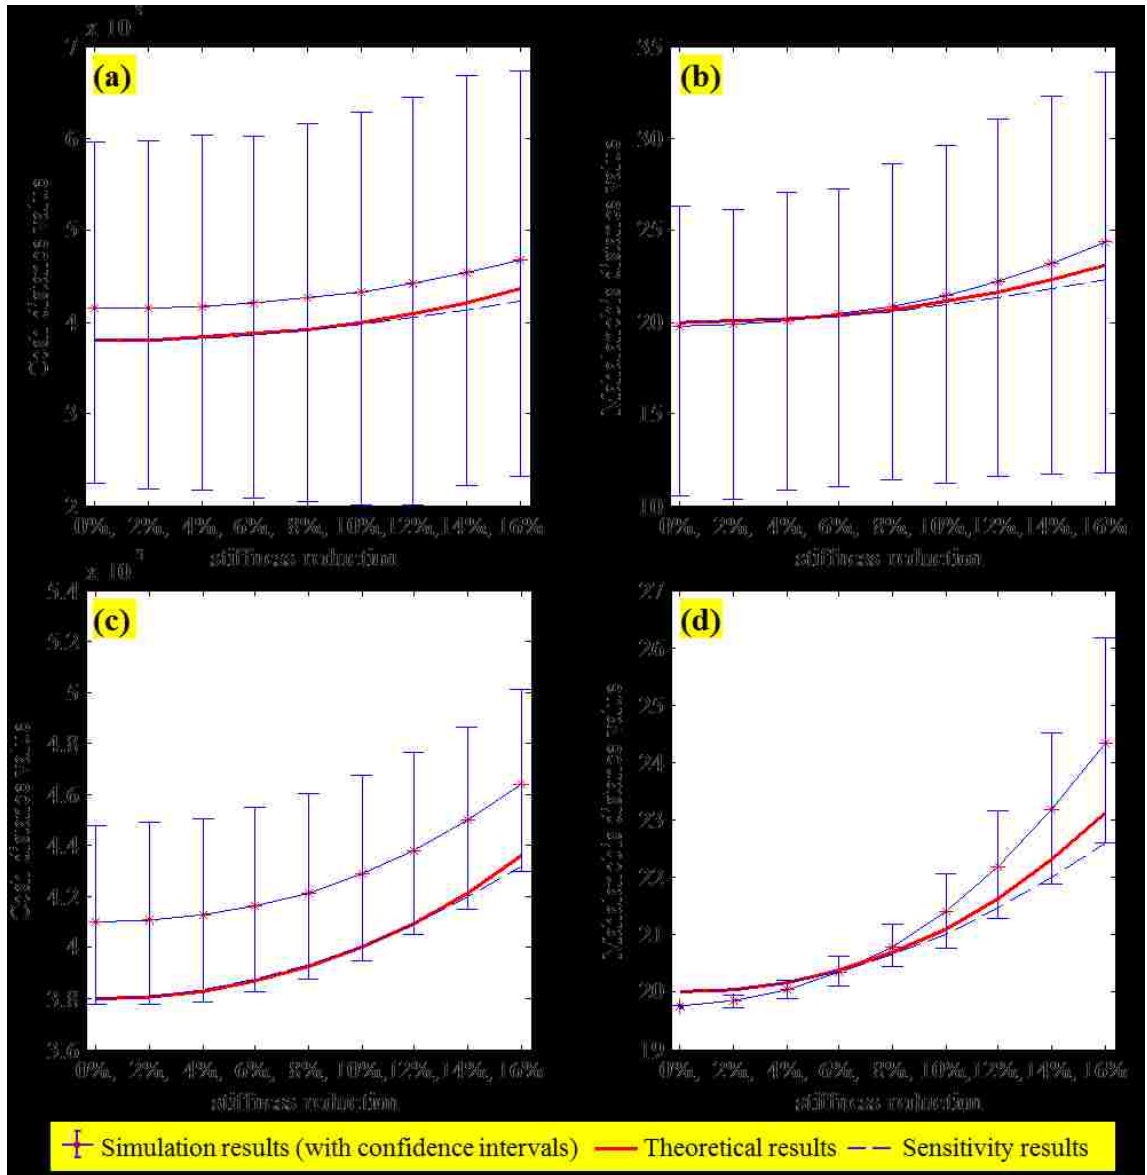 (a)
7 x 10
6
5
4
3
2
Cosh distance value
0%, 2%, 4%, 6%, 8%, 10%, 12%, 14%, 16%
stiffness reduction
(b)
35
30
25
20
15
10
Mahalanobis distance value
0%, 2%, 4%, 6%, 8%, 10%, 12%, 14%, 16%
stiffness reduction
(c)
x 10
5.4
5.2
5
4.8
4.6
4.4
4.2
4
3.8
3.6
Cosh distance value
0%, 2%, 4%, 6%, 8%, 10%, 12%, 14%, 16%
stiffness reduction
(d)
27
26
25
24
23
22
21
20
19
Mahalanobis distance value
0%, 2%, 4%, 6%, 8%, 10%, 12%, 14%, 16%
stiffness reduction
Simulation results (with confidence intervals) Theoretical results Sensitivity results